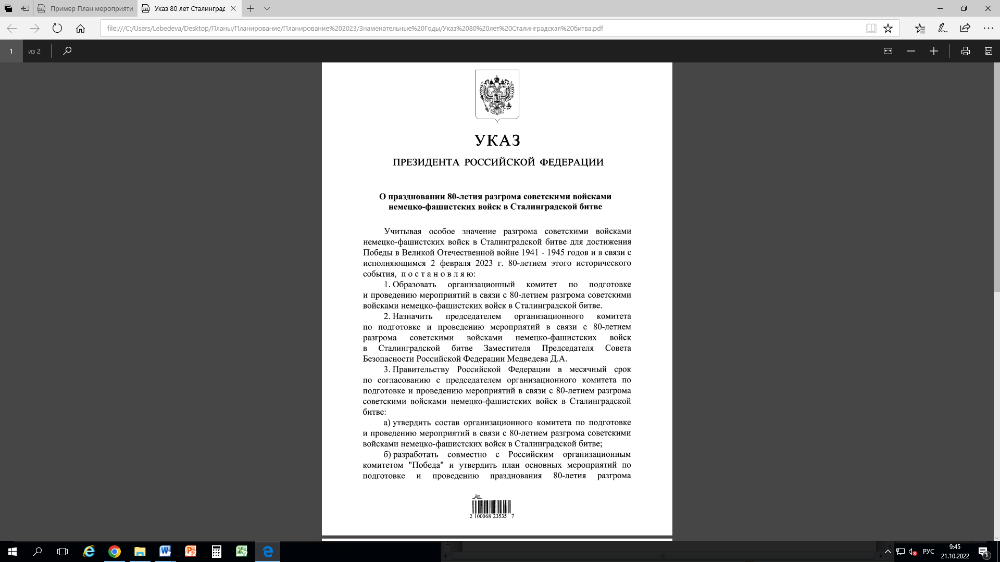 Пример План мероприяти
Указ 80 лет Сталинград
file:///C:/Users/Lebedeva/Desktop/Планы/Планирование/Планирование%202023/Знаменательные%20Годы/Указ%2080%20лет%20Сталинградская%20битва.pdf
1 из 2
УКАЗ
ПРЕЗИДЕНТА РОССИЙСКОЙ ФЕДЕРАЦИИ
О праздновании 80-летия разгрома советскими войсками
немецко-фашистских войск в Сталинградской битве
Учитывая особое значение разгрома советскими войсками
немецко-фашистских войск в Сталинградской битве для достижения
Победы в Великой Отечественной войне 1941 - 1945 годов и в связи с
исполняющимся 2 февраля 2023 г. 80-летием этого исторического
события, п о с т а н о в л я ю:
1. Образовать организационный комитет по подготовке
и проведению мероприятий в связи с 80-летием разгрома советскими
войсками немецко-фашистских войск в Сталинградской битве.
2. Назначить председателем организационного комитета
по подготовке и проведению мероприятий в связи с 80-летием
разгрома советскими войсками немецко-фашистских войск
в Сталинградской битве Заместителя Председателя Совета
Безопасности Российской Федерации Медведева Д.А.
3. Правительству Российской Федерации в месячный срок
по согласованию с председателем организационного комитета по
подготовке и проведению мероприятий в связи с 80-летием разгрома
советскими войсками немецко-фашистских войск в Сталинградской
битве:
а) утвердить состав организационного комитета по подготовке
и проведению мероприятий в связи с 80-летием разгрома советскими
войсками немецко-фашистских войск в Сталинградской битве;
б) разработать совместно с Российским организационным
комитетом "Победа" и утвердить план основных мероприятий по
подготовке и проведению празднования 80-летия разгрома
2 100068 23535 7
РУС
9:45
21.10.2022
1